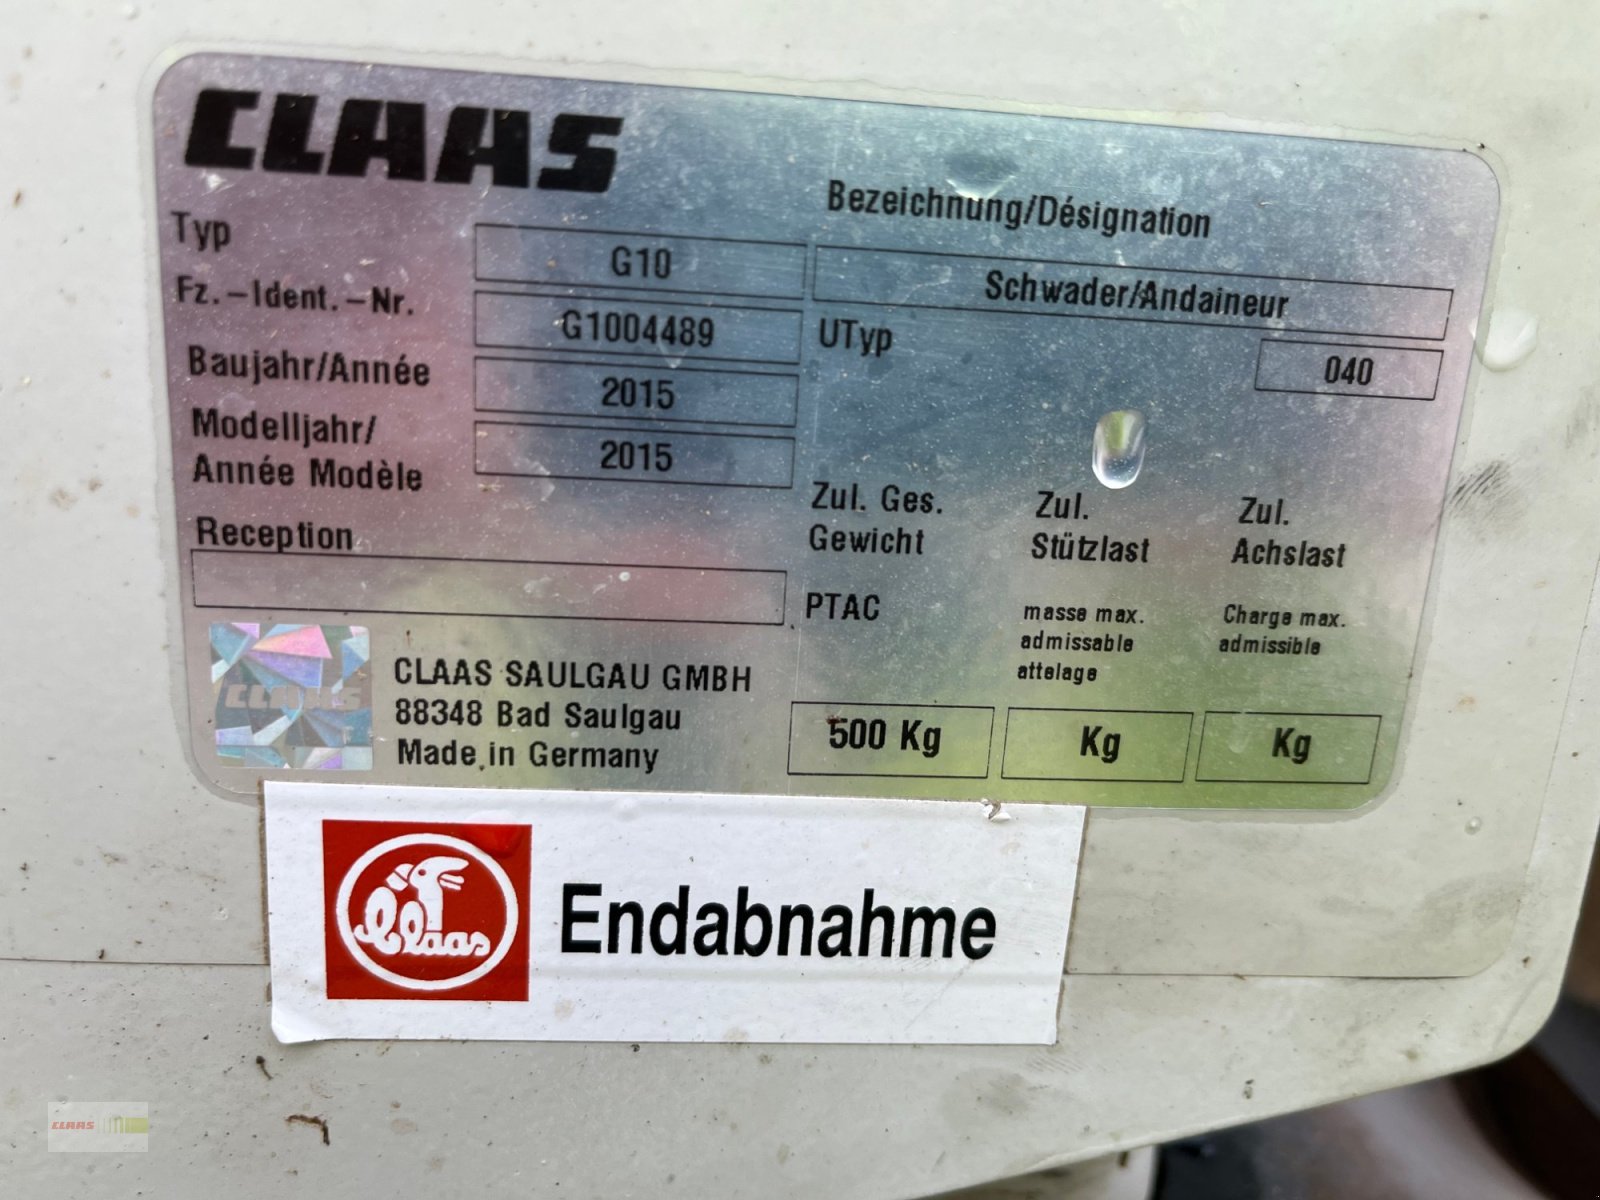 CLAAS
Typ
G10
Bezeichnung/Désignation
Schwader/Andaineur
Fz.-Ident.-Nr.
G1004489
UTyp
040
Baujahr/Année
2015
Modelljahr/
Année Modèle
2015
Reception
Zul. Ges.
Gewicht
PTAC
500 Kg
Zul.
Stützlast
masse max.
admissable
attelage
Kg
Zul.
Achslast
Charge max.
admissible
Kg
CLAAS
CLAAS SAULGAU GMBH
88348 Bad Saulgau
Made in Germany
Claas
Endabnahme
CLAAS